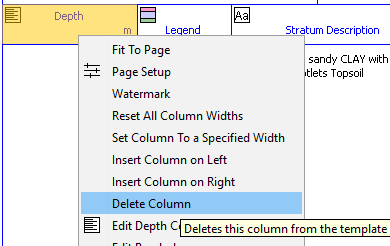 Depth
m
Legend
Aa
Stratum Description
sandy CLAY with
Topsoil
Fit To Page
Page Setup
Watermark
Reset All Column Widths
Set Column To a Specified Width
Insert Column on Left
Insert Column on Right
Delete Column
Deletes this column from the template
Edit Depth